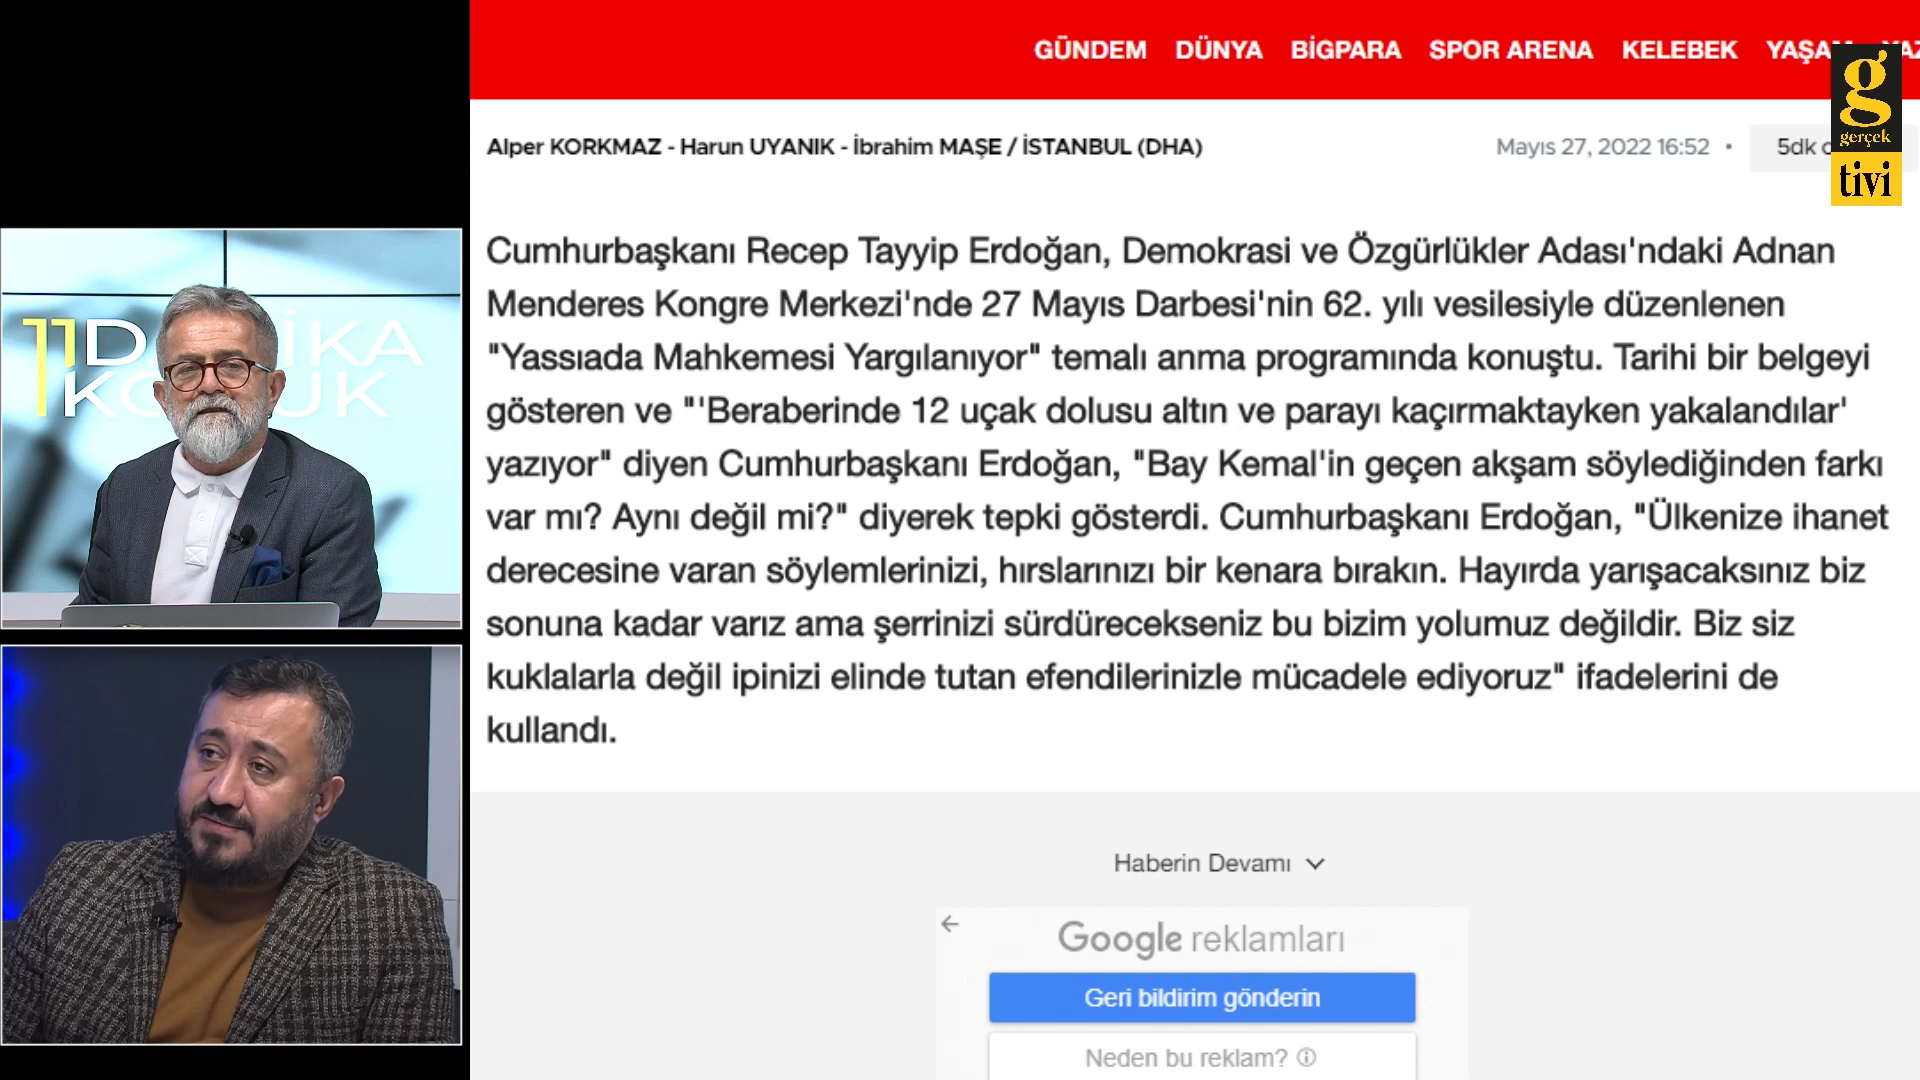 GÜNDEM DÜNYA BİGPARA SPOR ARENA KELEBEK YAŞAM
g
gerçek
tivi
Alper KORKMAZ - Harun UYANIK - İbrahim MAŞE / İSTANBUL (DHA)
Mayıs 27, 2022 16:52 • 5dk
Cumhurbaşkanı Recep Tayyip Erdoğan, Demokrasi ve Özgürlükler Adası'ndaki Adnan
Menderes Kongre Merkezi'nde 27 Mayıs Darbesi'nin 62. yılı vesilesiyle düzenlenen
"Yassıada Mahkemesi Yargılanıyor" temalı anma programında konuştu. Tarihi bir belgeyi
gösteren ve "'Beraberinde 12 uçak dolusu altın ve parayı kaçırmaktayken yakalandılar'
yazıyor" diyen Cumhurbaşkanı Erdoğan, "Bay Kemal'in geçen akşam söylediğinden farkı
var mı? Aynı değil mi?" diyerek tepki gösterdi. Cumhurbaşkanı Erdoğan, "Ülkenize ihanet
derecesine varan söylemlerinizi, hırslarınızı bir kenara bırakın. Hayırda yarışacaksınız biz
sonuna kadar varız ama şerrinizi sürdürecekseniz bu bizim yolumuz değildir. Biz siz
kuklalarla değil ipinizi elinde tutan efendilerinizle mücadele ediyoruz" ifadelerini de
kullandı.
Haberin Devamı
Google reklamları
Geri bildirim gönderin
Neden bu reklam?